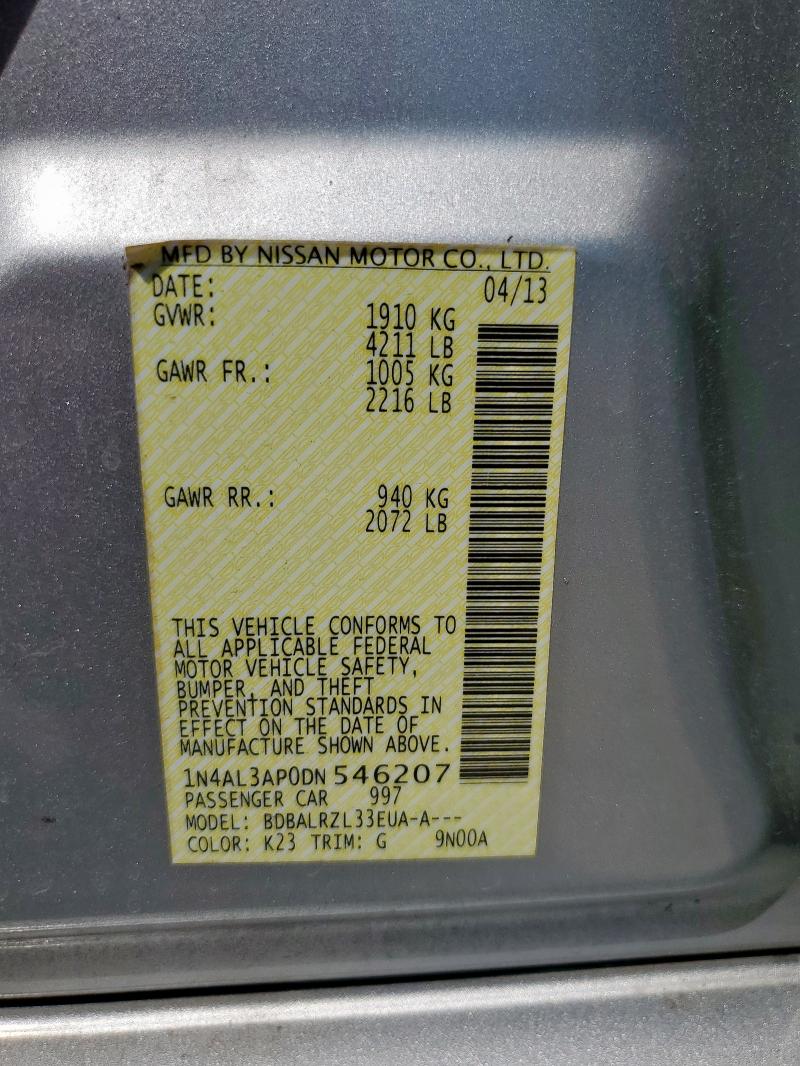 MFD BY NISSAN MOTOR CO., LTD.
DATE: 04/13
GVWR: 1910 KG
4211 LB
GAWR FR.: 1005 KG
2216 LB
GAWR RR.: 940 KG
2072 LB
THIS VEHICLE CONFORMS TO
ALL APPLICABLE FEDERAL
MOTOR VEHICLE SAFETY,
BUMPER, AND THEFT
PREVENTION STANDARDS IN
EFFECT ON THE DATE OF
MANUFACTURE SHOWN ABOVE.
1N4AL3AP0DN 546207
PASSENGER CAR 997
MODEL: BDBALRZL33EUA-A---
COLOR: K23 TRIM: G 9N00A